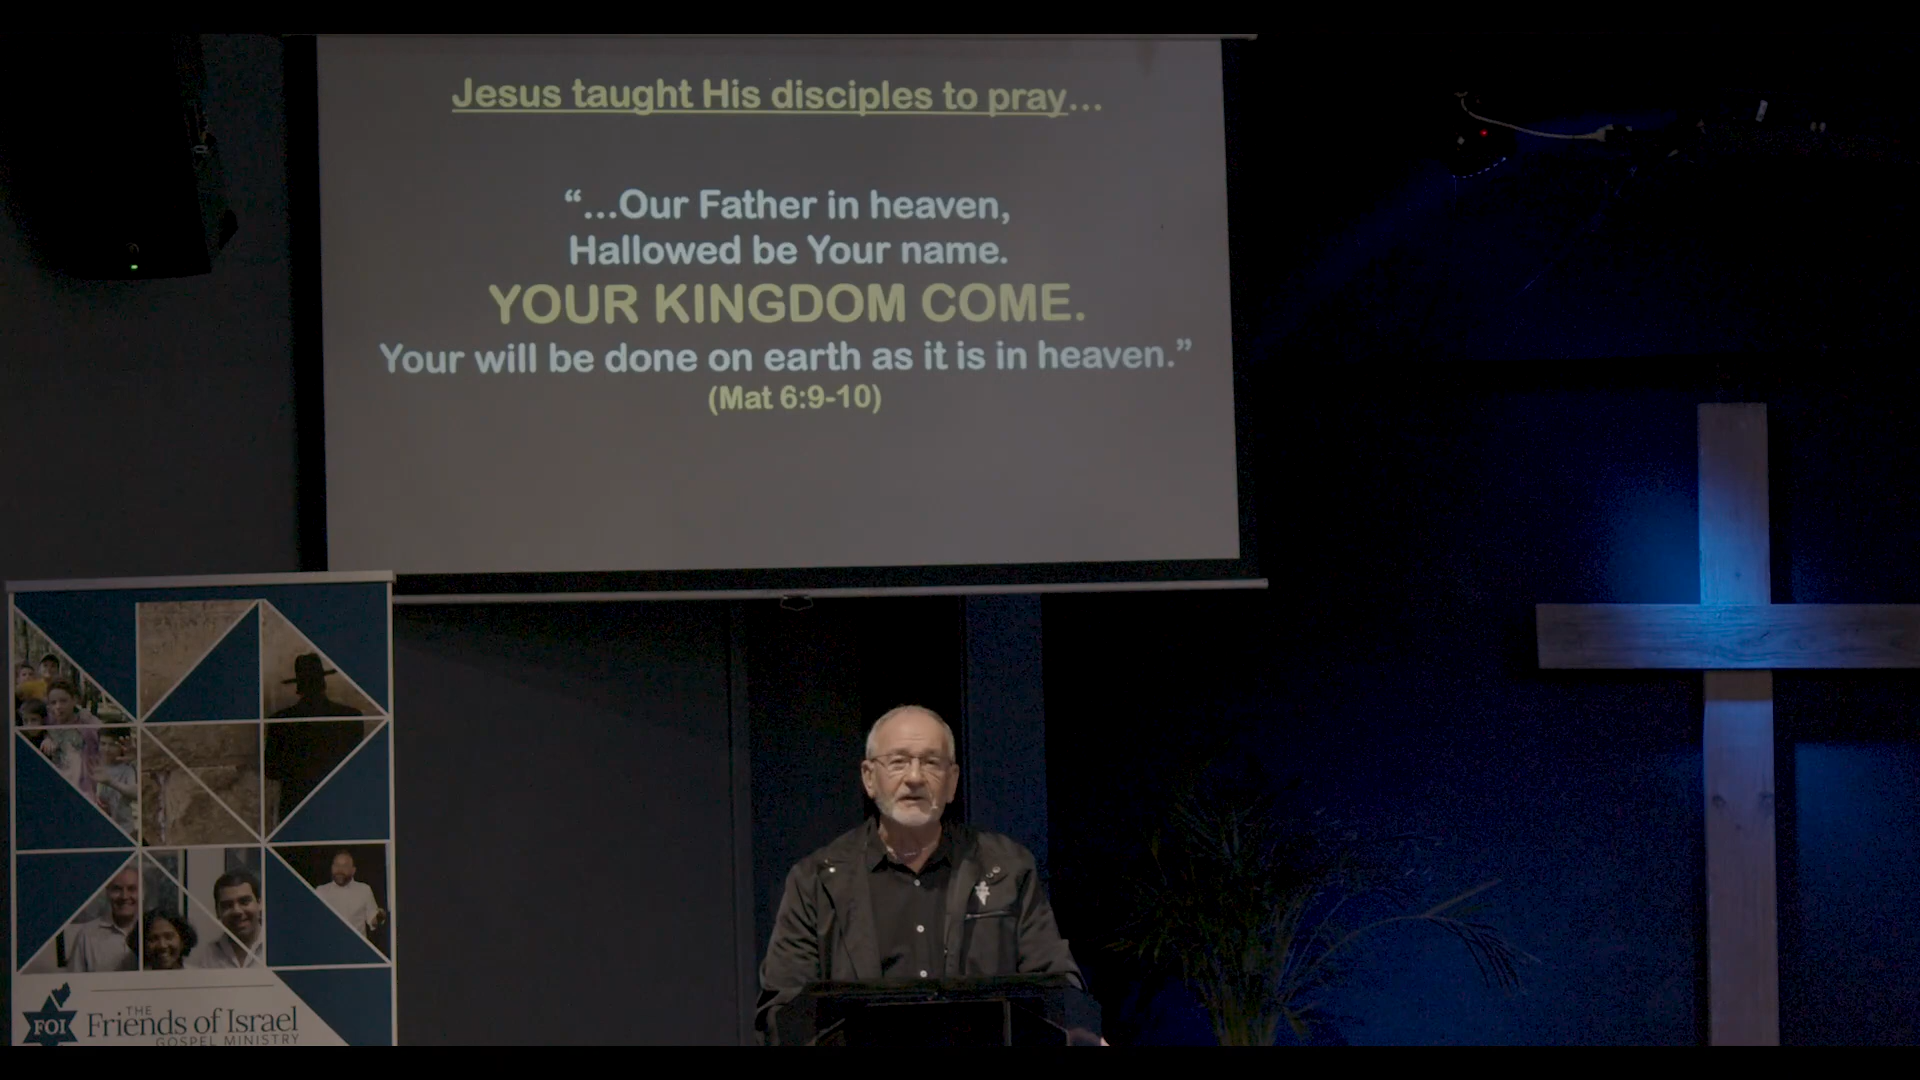 Jesus taught His disciples to pray...
“...Our Father in heaven,
Hallowed be Your name.
YOUR KINGDOM COME.
Your will be done on earth as it is in heaven.”
(Mat 6:9-10)
FOI
THE
Friends of Israel
GOSPEL MINISTRY